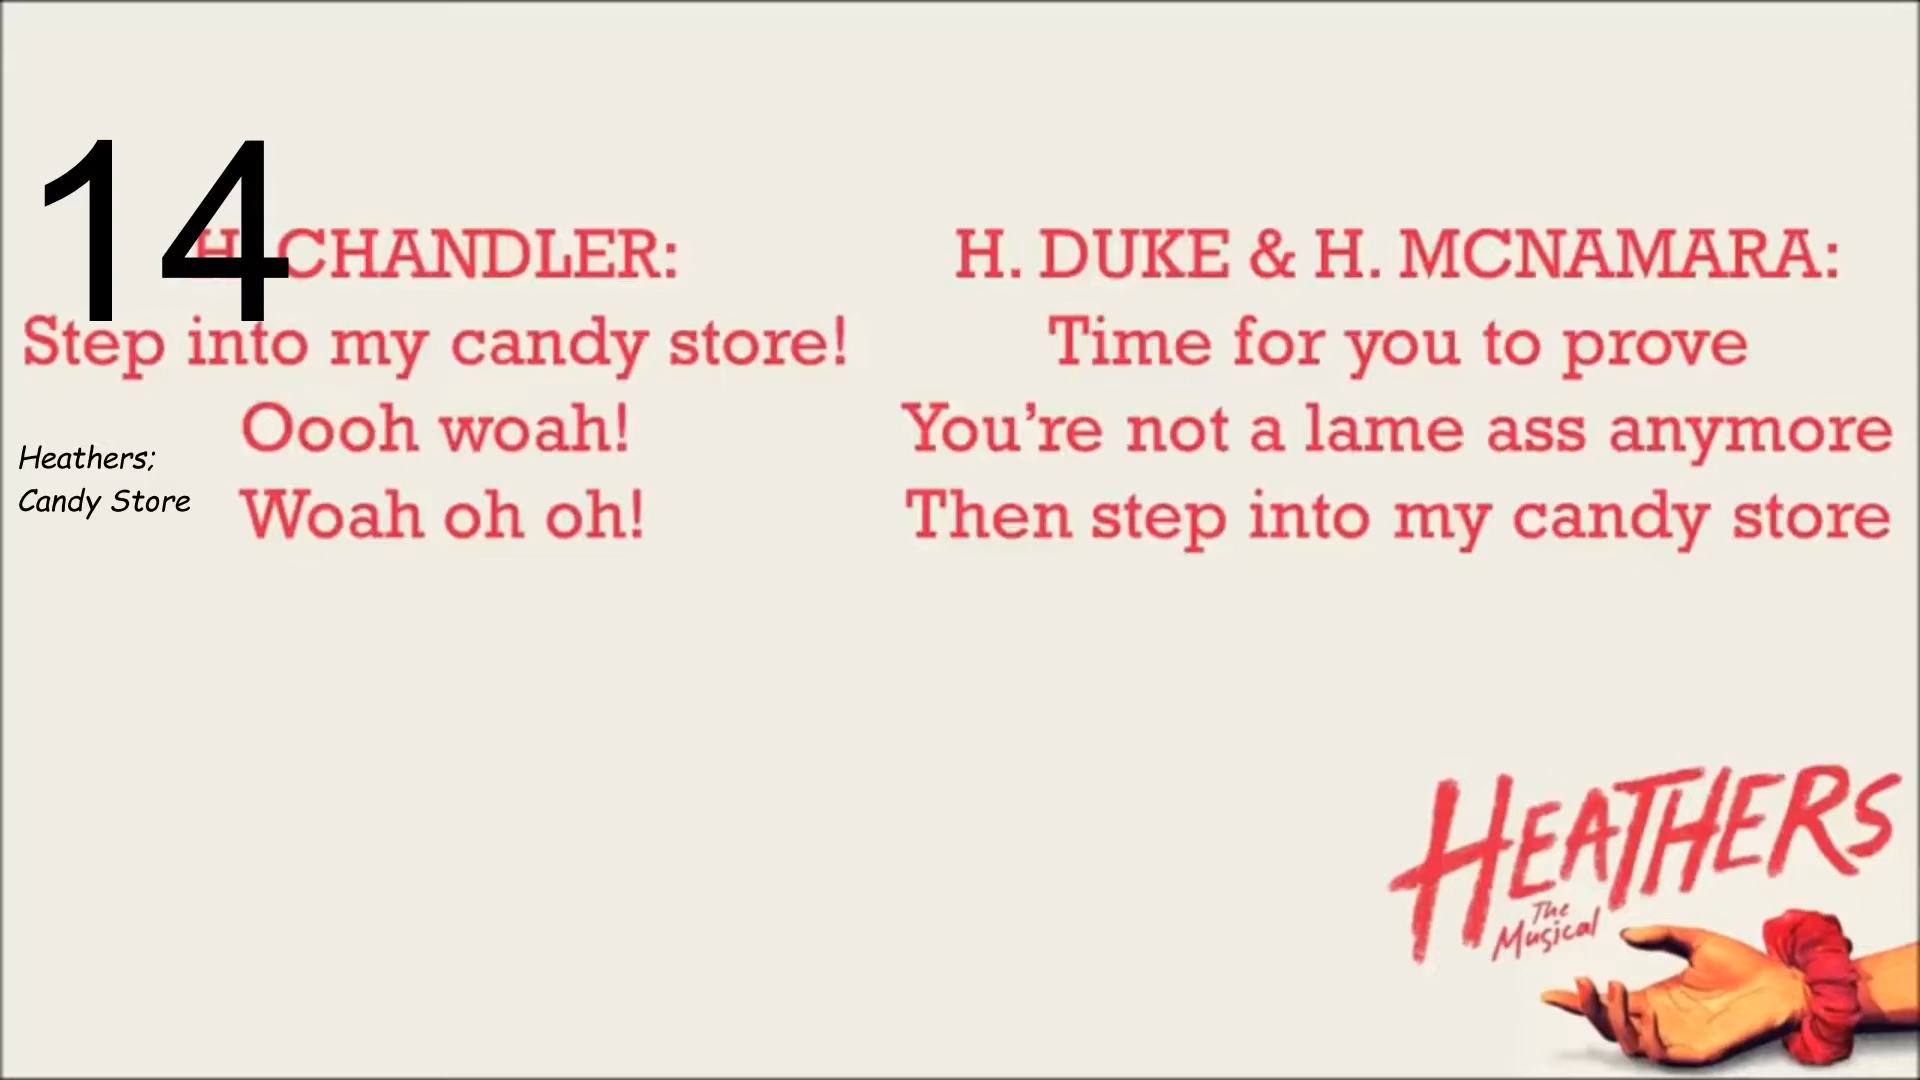 14
H. CHANDLER:
Step into my candy store!
Oooh woah!
Woah oh oh!
H. DUKE & H. MCNAMARA:
Time for you to prove
You’re not a lame ass anymore
Then step into my candy store
Heathers;
Candy Store
HEATHERS
The
Musical